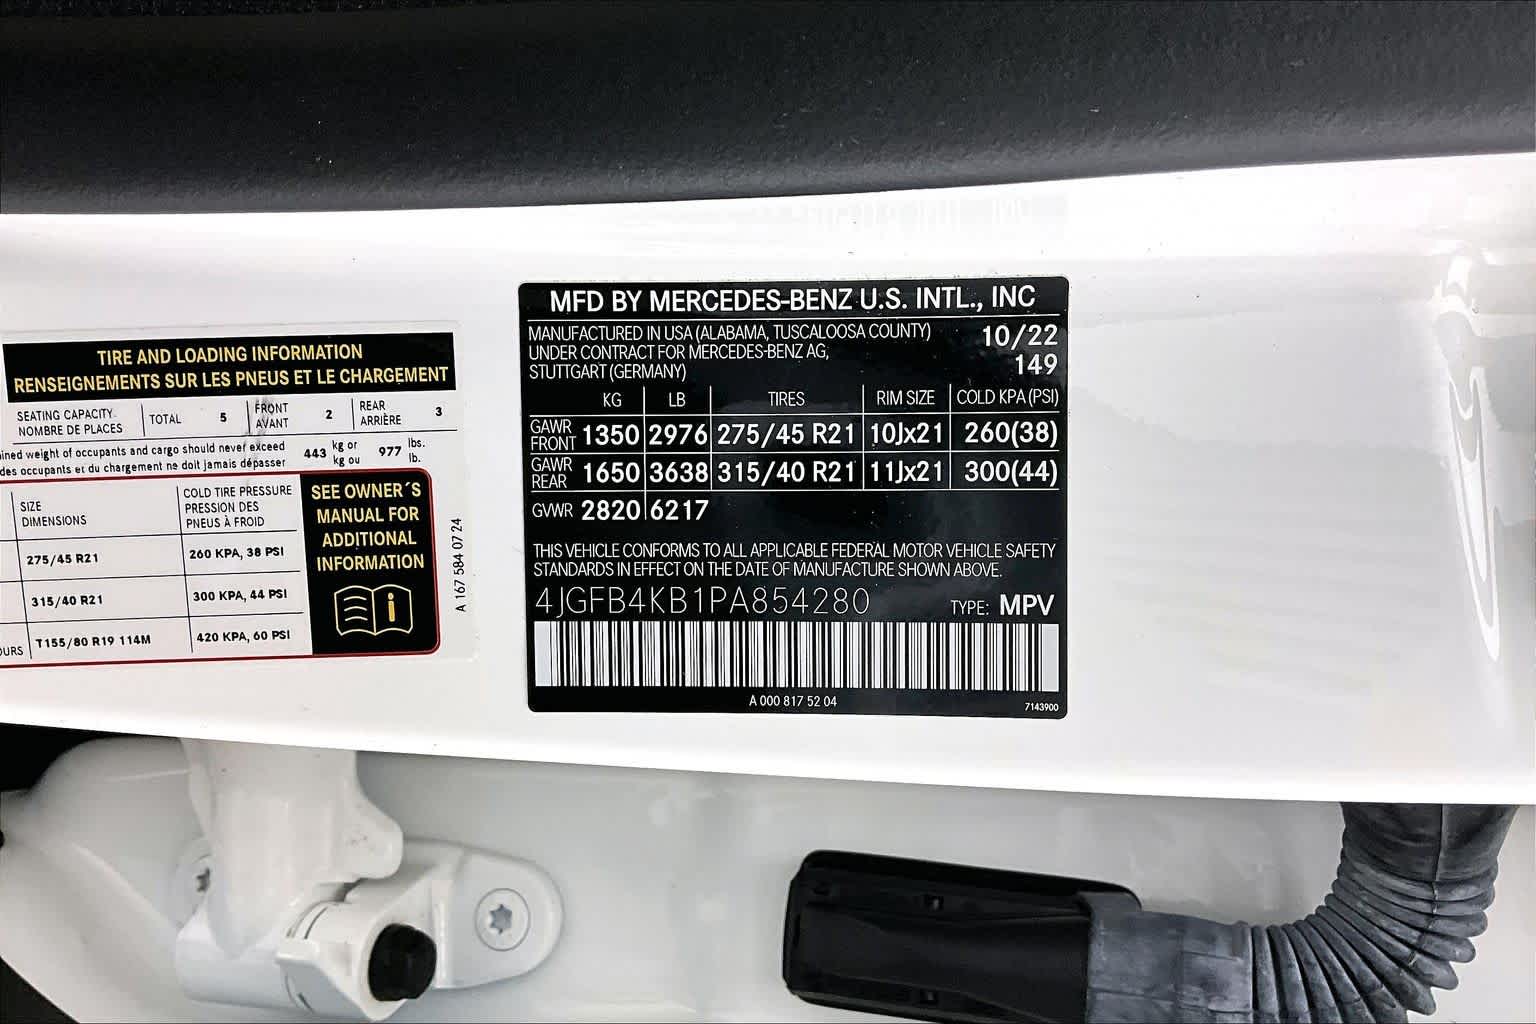 TIRE AND LOADING INFORMATION
RENSEIGNEMENTS SUR LES PNEUS ET LE CHARGEMENT
SEATING CAPACITY
NOMBRE DE PLACES
TOTAL 5
FRONT
AVANT 2
REAR
ARRIÈRE 3
weight of occupants and cargo should never exceed
des occupants et du chargement ne doit jamais dépasser
443 kg or
kg ou
977 lbs.
lb.
SIZE
DIMENSIONS
COLD TIRE PRESSURE
PRESSION DES
PNEUS À FROID
275/45 R21 260 KPA, 38 PSI
315/40 R21 300 KPA, 44 PSI
T155/80 R19 114M 420 KPA, 60 PSI
SEE OWNER´S
MANUAL FOR
ADDITIONAL
INFORMATION
i
A 167 584 07 24
MFD BY MERCEDES-BENZ U.S. INTL., INC
MANUFACTURED IN USA (ALABAMA, TUSCALOOSA COUNTY)
UNDER CONTRACT FOR MERCEDES-BENZ AG,
STUTTGART (GERMANY)
10/22
149
KG LB TIRES RIM SIZE COLD KPA (PSI)
GAWR
FRONT 1350 2976 275/45 R21 10Jx21 260(38)
GAWR
REAR 1650 3638 315/40 R21 11Jx21 300(44)
GVWR 2820 6217
THIS VEHICLE CONFORMS TO ALL APPLICABLE FEDERAL MOTOR VEHICLE SAFETY
STANDARDS IN EFFECT ON THE DATE OF MANUFACTURE SHOWN ABOVE.
4JGFB4KB1PA854280 TYPE: MPV
A 000 817 52 04
7143900